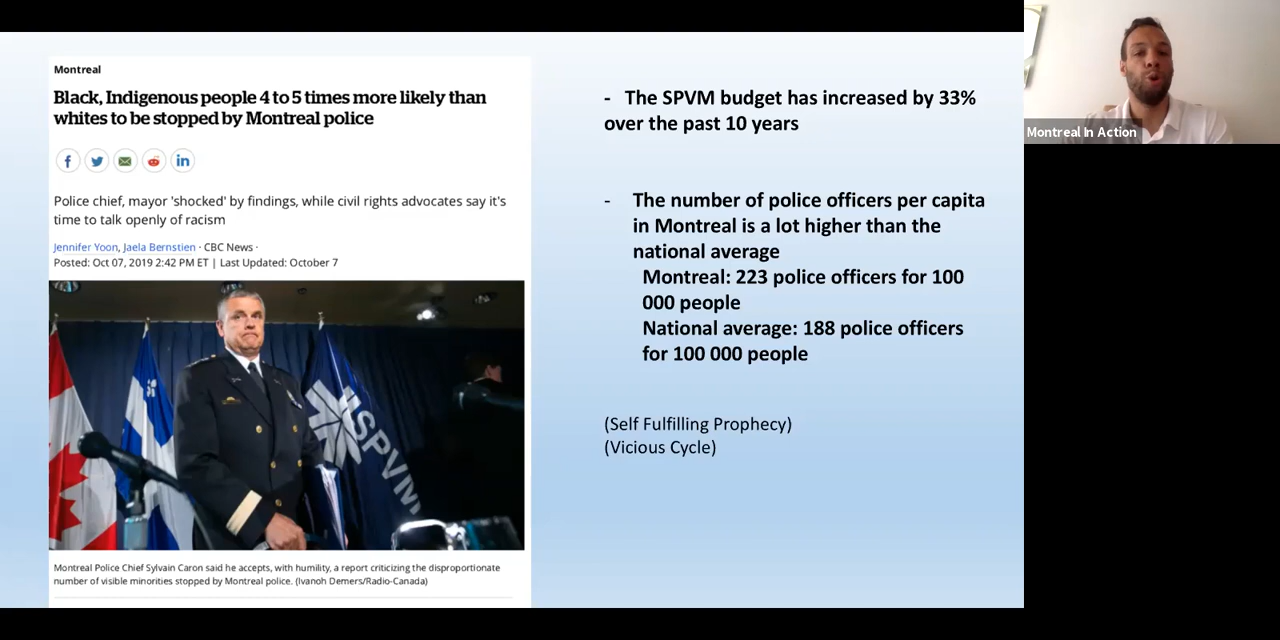 Montreal
Black, Indigenous people 4 to 5 times more likely than
whites to be stopped by Montreal police
Police chief, mayor 'shocked' by findings, while civil rights advocates say it's
time to talk openly of racism
Jennifer Yoon, Jaela Bernstien · CBC News ·
Posted: Oct 07, 2019 2:42 PM ET | Last Updated: October 7
SPVM
Montreal Police Chief Sylvain Caron said he accepts, with humility, a report criticizing the disproportionate
number of visible minorities stopped by Montreal police. (Ivanoh Demers/Radio-Canada)
- The SPVM budget has increased by 33%
over the past 10 years
- The number of police officers per capita
in Montreal is a lot higher than the
national average
Montreal: 223 police officers for 100
000 people
National average: 188 police officers
for 100 000 people
(Self Fulfilling Prophecy)
(Vicious Cycle)
Montreal In Action